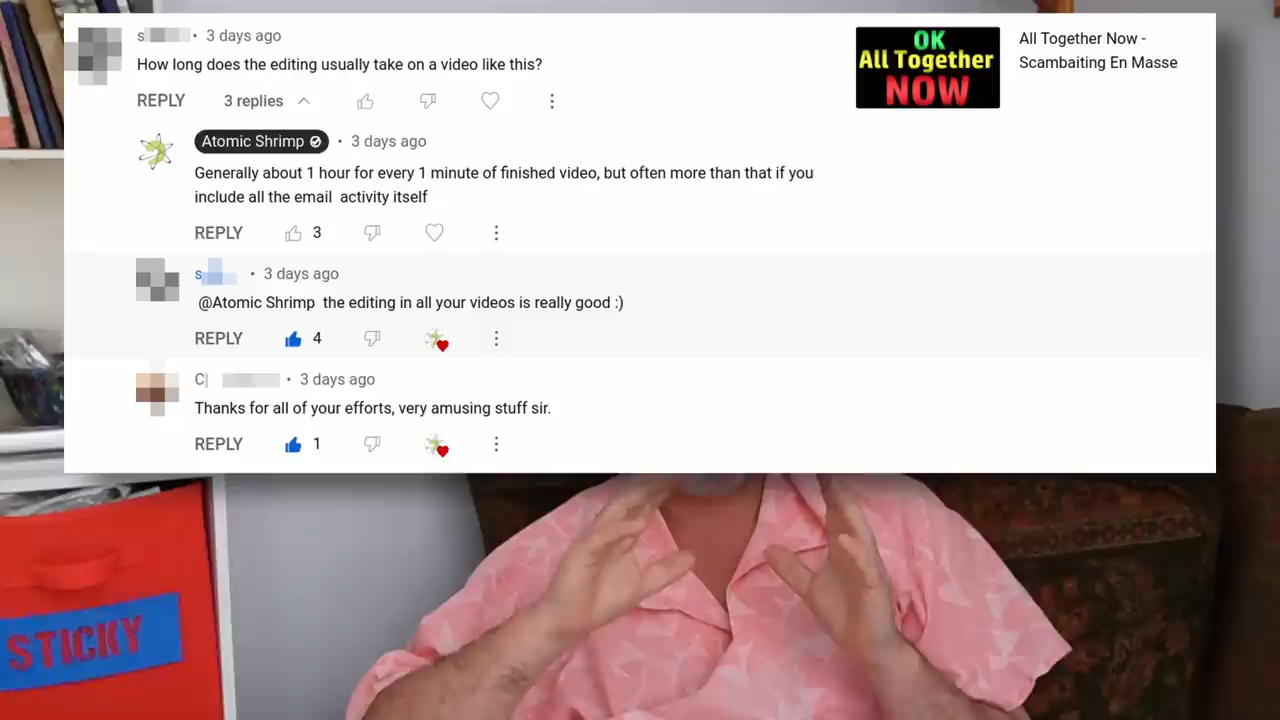 s • 3 days ago
How long does the editing usually take on a video like this?
REPLY 3 replies
OK
All Together
NOW
All Together Now -
Scambaiting En Masse
Atomic Shrimp • 3 days ago
Generally about 1 hour for every 1 minute of finished video, but often more than that if you
include all the email activity itself
REPLY 3
s • 3 days ago
@Atomic Shrimp the editing in all your videos is really good :)
REPLY 4
C • 3 days ago
Thanks for all of your efforts, very amusing stuff sir.
REPLY 1
STICKY